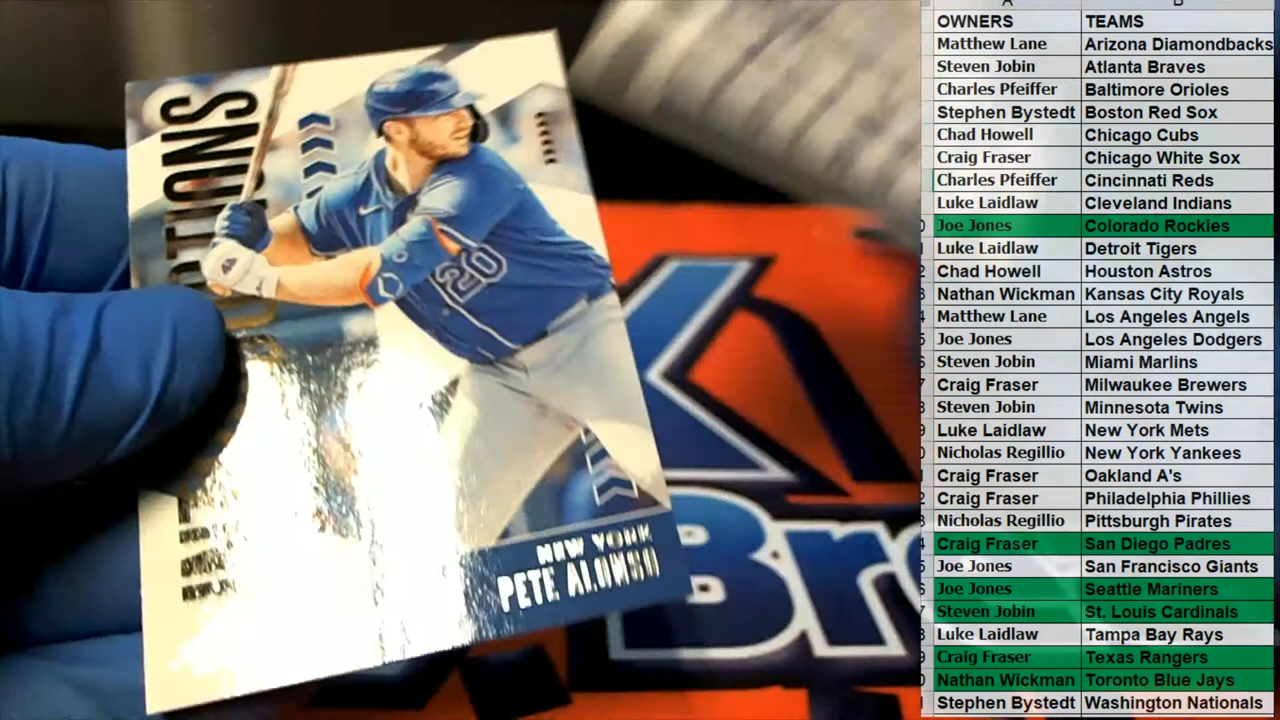 20
NEW YORK
PETE ALONSO
Br
A B
OWNERS TEAMS
Matthew Lane Arizona Diamondbacks
Steven Jobin Atlanta Braves
Charles Pfeiffer Baltimore Orioles
Stephen Bystedt Boston Red Sox
Chad Howell Chicago Cubs
Craig Fraser Chicago White Sox
Charles Pfeiffer Cincinnati Reds
Luke Laidlaw Cleveland Indians
Joe Jones Colorado Rockies
Luke Laidlaw Detroit Tigers
Chad Howell Houston Astros
Nathan Wickman Kansas City Royals
Matthew Lane Los Angeles Angels
Joe Jones Los Angeles Dodgers
Steven Jobin Miami Marlins
Craig Fraser Milwaukee Brewers
Steven Jobin Minnesota Twins
Luke Laidlaw New York Mets
Nicholas Regillio New York Yankees
Craig Fraser Oakland A's
Craig Fraser Philadelphia Phillies
Nicholas Regillio Pittsburgh Pirates
Craig Fraser San Diego Padres
Joe Jones San Francisco Giants
Joe Jones Seattle Mariners
Steven Jobin St. Louis Cardinals
Luke Laidlaw Tampa Bay Rays
Craig Fraser Texas Rangers
Nathan Wickman Toronto Blue Jays
Stephen Bystedt Washington Nationals